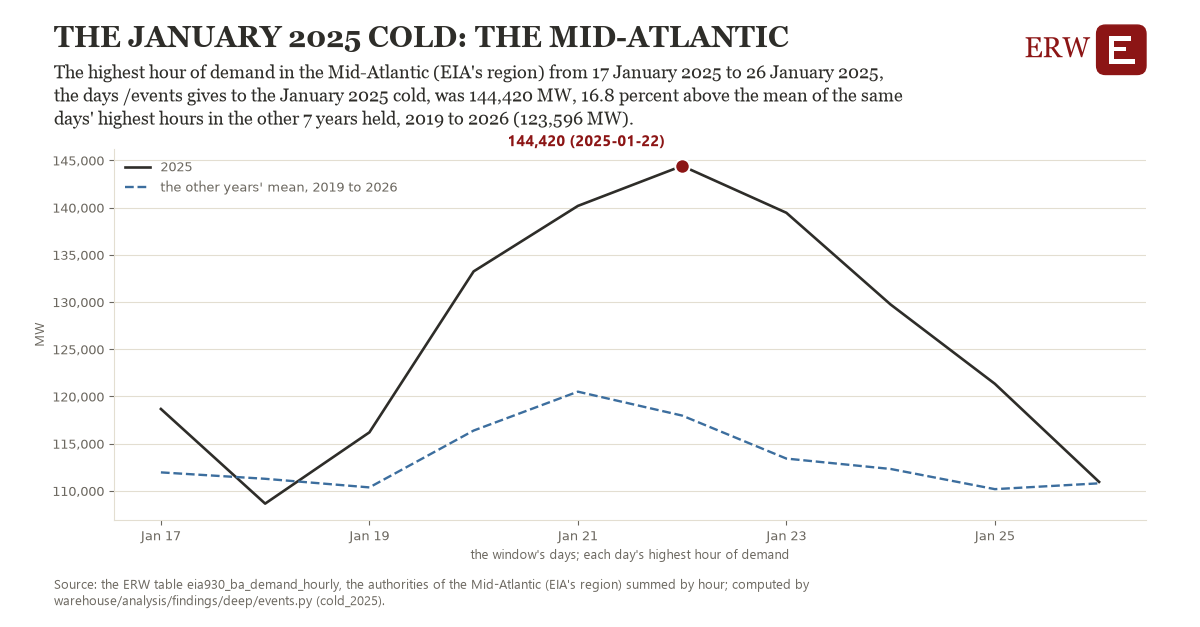 THE JANUARY 2025 COLD: THE MID-ATLANTIC
ERW E
The highest hour of demand in the Mid-Atlantic (EIA's region) from 17 January 2025 to 26 January 2025,
the days /events gives to the January 2025 cold, was 144,420 MW, 16.8 percent above the mean of the same
days' highest hours in the other 7 years held, 2019 to 2026 (123,596 MW).
144,420 (2025-01-22)
2025
the other years' mean, 2019 to 2026
MW
145,000
140,000
135,000
130,000
125,000
120,000
115,000
110,000
Jan 17 Jan 19 Jan 21 Jan 23 Jan 25
the window's days; each day's highest hour of demand
Source: the ERW table eia930_ba_demand_hourly, the authorities of the Mid-Atlantic (EIA's region) summed by hour; computed by
warehouse/analysis/findings/deep/events.py (cold_2025).